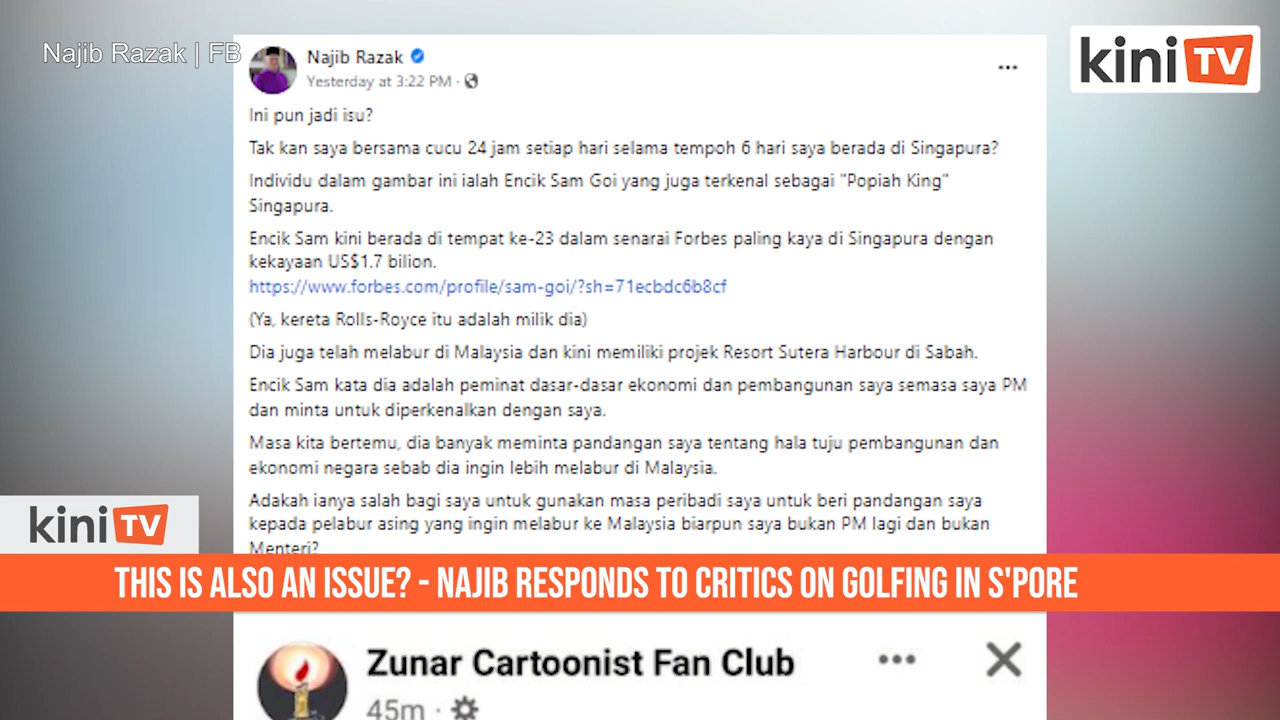 Najib Razak | FB
kini TV
Najib Razak
Yesterday at 3:22 PM ·
Ini pun jadi isu?
Tak kan saya bersama cucu 24 jam setiap hari selama tempoh 6 hari saya berada di Singapura?
Individu dalam gambar ini ialah Encik Sam Goi yang juga terkenal sebagai "Popiah King"
Singapura.
Encik Sam kini berada di tempat ke-23 dalam senarai Forbes paling kaya di Singapura dengan
kekayaan US$1.7 bilion.
https://www.forbes.com/profile/sam-goi/?sh=71ecbdc6b8cf
(Ya, kereta Rolls-Royce itu adalah milik dia)
Dia juga telah melabur di Malaysia dan kini memiliki projek Resort Sutera Harbour di Sabah.
Encik Sam kata dia adalah peminat dasar-dasar ekonomi dan pembangunan saya semasa saya PM
dan minta untuk diperkenalkan dengan saya.
Masa kita bertemu, dia banyak meminta pandangan saya tentang hala tuju pembangunan dan
ekonomi negara sebab dia ingin lebih melabur di Malaysia.
Adakah ianya salah bagi saya untuk gunakan masa peribadi saya untuk beri pandangan saya
kepada pelabur asing yang ingin melabur ke Malaysia biarpun saya bukan PM lagi dan bukan
Menteri?
kini TV
THIS IS ALSO AN ISSUE? - NAJIB RESPONDS TO CRITICS ON GOLFING IN S'PORE
Zunar Cartoonist Fan Club
45m ·